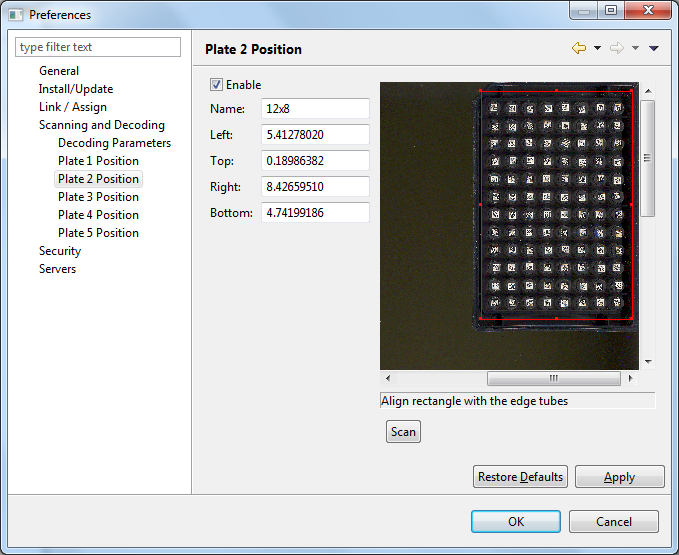 Preferences
type filter text
General
Install/Update
Link / Assign
Scanning and Decoding
Decoding Parameters
Plate 1 Position
Plate 2 Position
Plate 3 Position
Plate 4 Position
Plate 5 Position
Security
Servers
Plate 2 Position
Enable
Name: 12x8
Left: 5.41278020
Top: 0.18986382
Right: 8.42659510
Bottom: 4.74199186
Align rectangle with the edge tubes
Scan
Restore Defaults Apply
OK Cancel